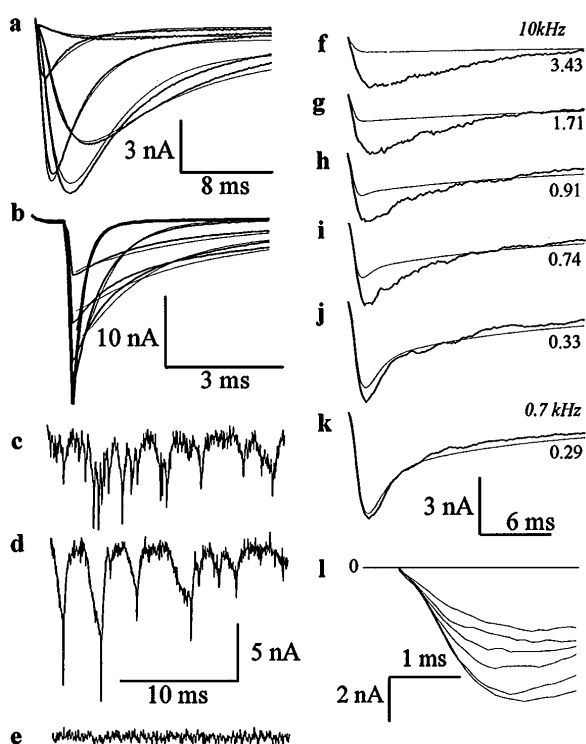 a
3 nA
8 ms
b
10 nA
3 ms
c
d
5 nA
10 ms
e
f
10kHz
3.43
g
1.71
h
0.91
i
0.74
j
0.33
k
0.7 kHz
0.29
3 nA
6 ms
l
0
1 ms
2 nA